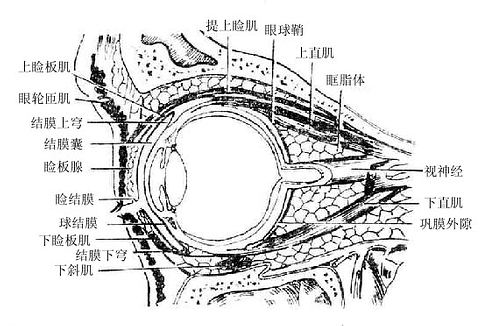 提上睑肌
眼球鞘
上直肌
眶脂体
上睑板肌
眼轮匝肌
结膜上穹
结膜囊
睑板腺
睑结膜
球结膜
下睑板肌
结膜下穹
下斜肌
视神经
下直肌
巩膜外隙